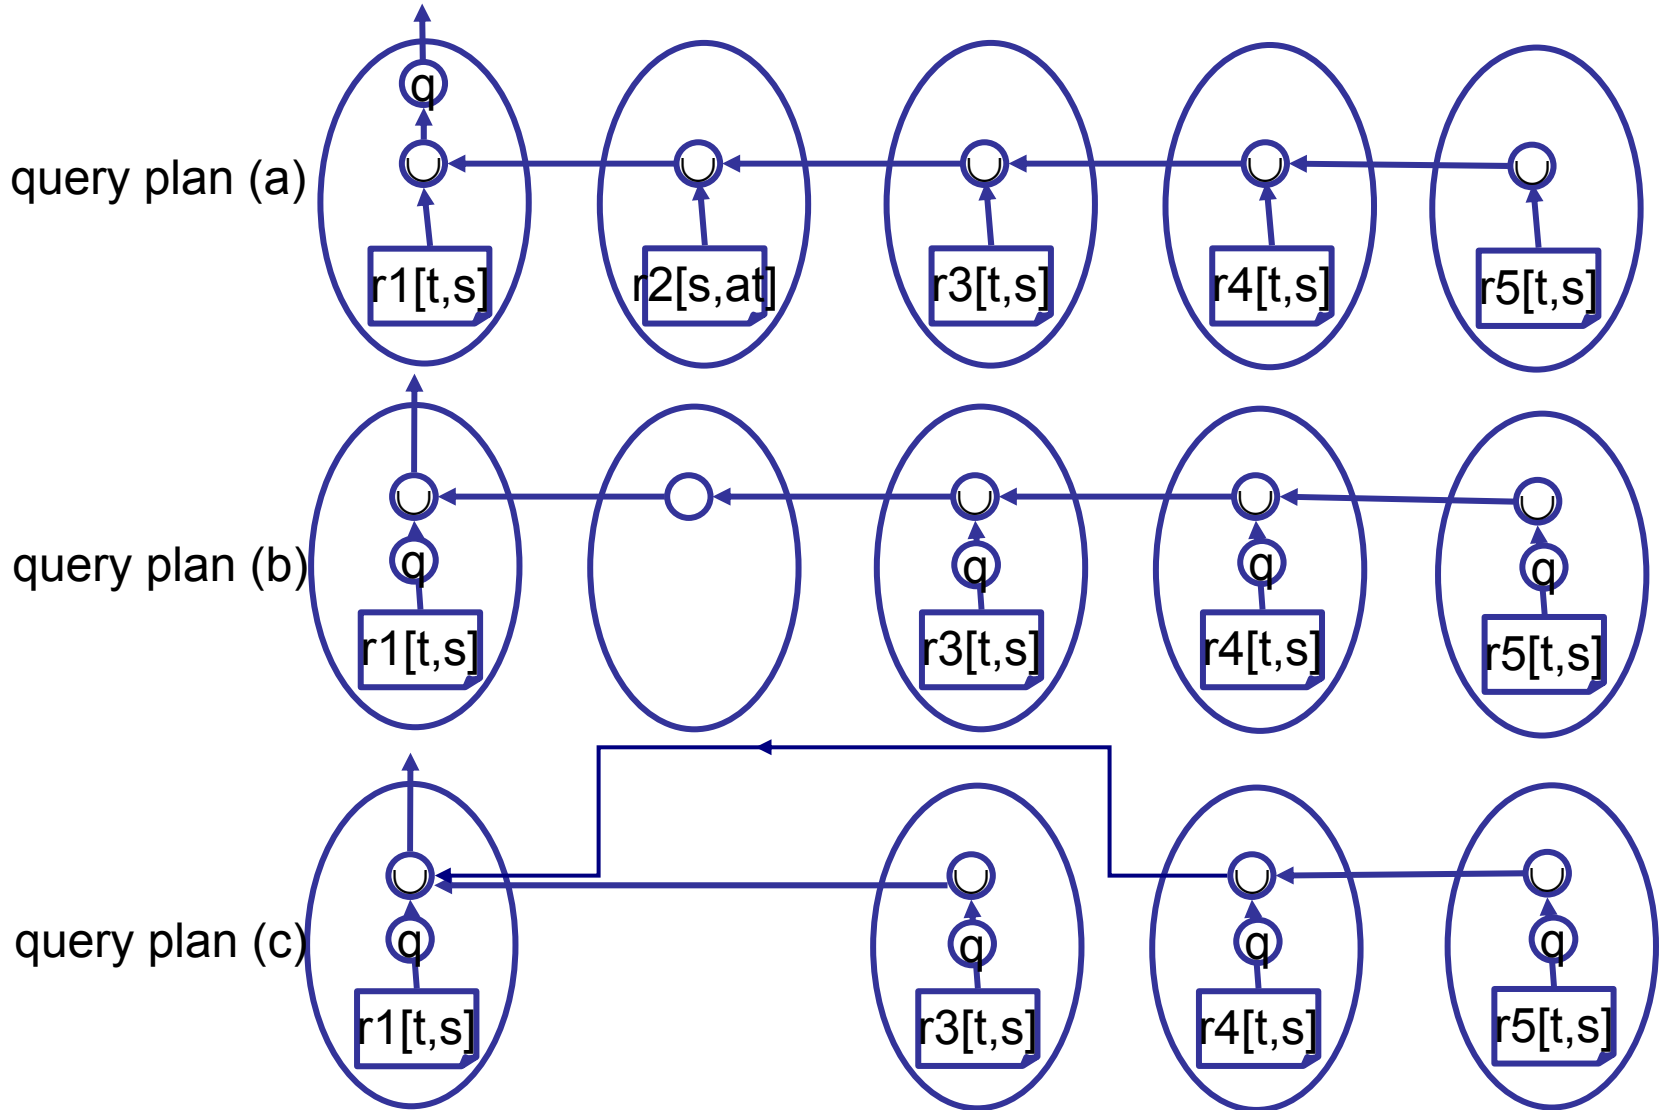 q
query plan (a)
∪ ∪ ∪ ∪ ∪
r1[t,s] r2[s,at] r3[t,s] r4[t,s] r5[t,s]
∪ ∪ ∪ ∪
query plan (b) q q q q
r1[t,s] r3[t,s] r4[t,s] r5[t,s]
∪ ∪ ∪ ∪
query plan (c) q q q q
r1[t,s] r3[t,s] r4[t,s] r5[t,s]